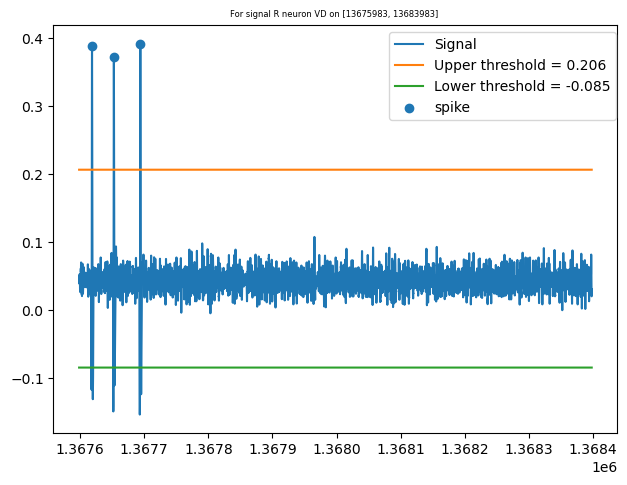 For signal R neuron VD on [13675983, 13683983]
0.4
0.3
0.2
0.1
0.0
−0.1
Signal
Upper threshold = 0.206
Lower threshold = -0.085
spike
1.3676 1.3677 1.3678 1.3679 1.3680 1.3681 1.3682 1.3683 1.3684
1e6